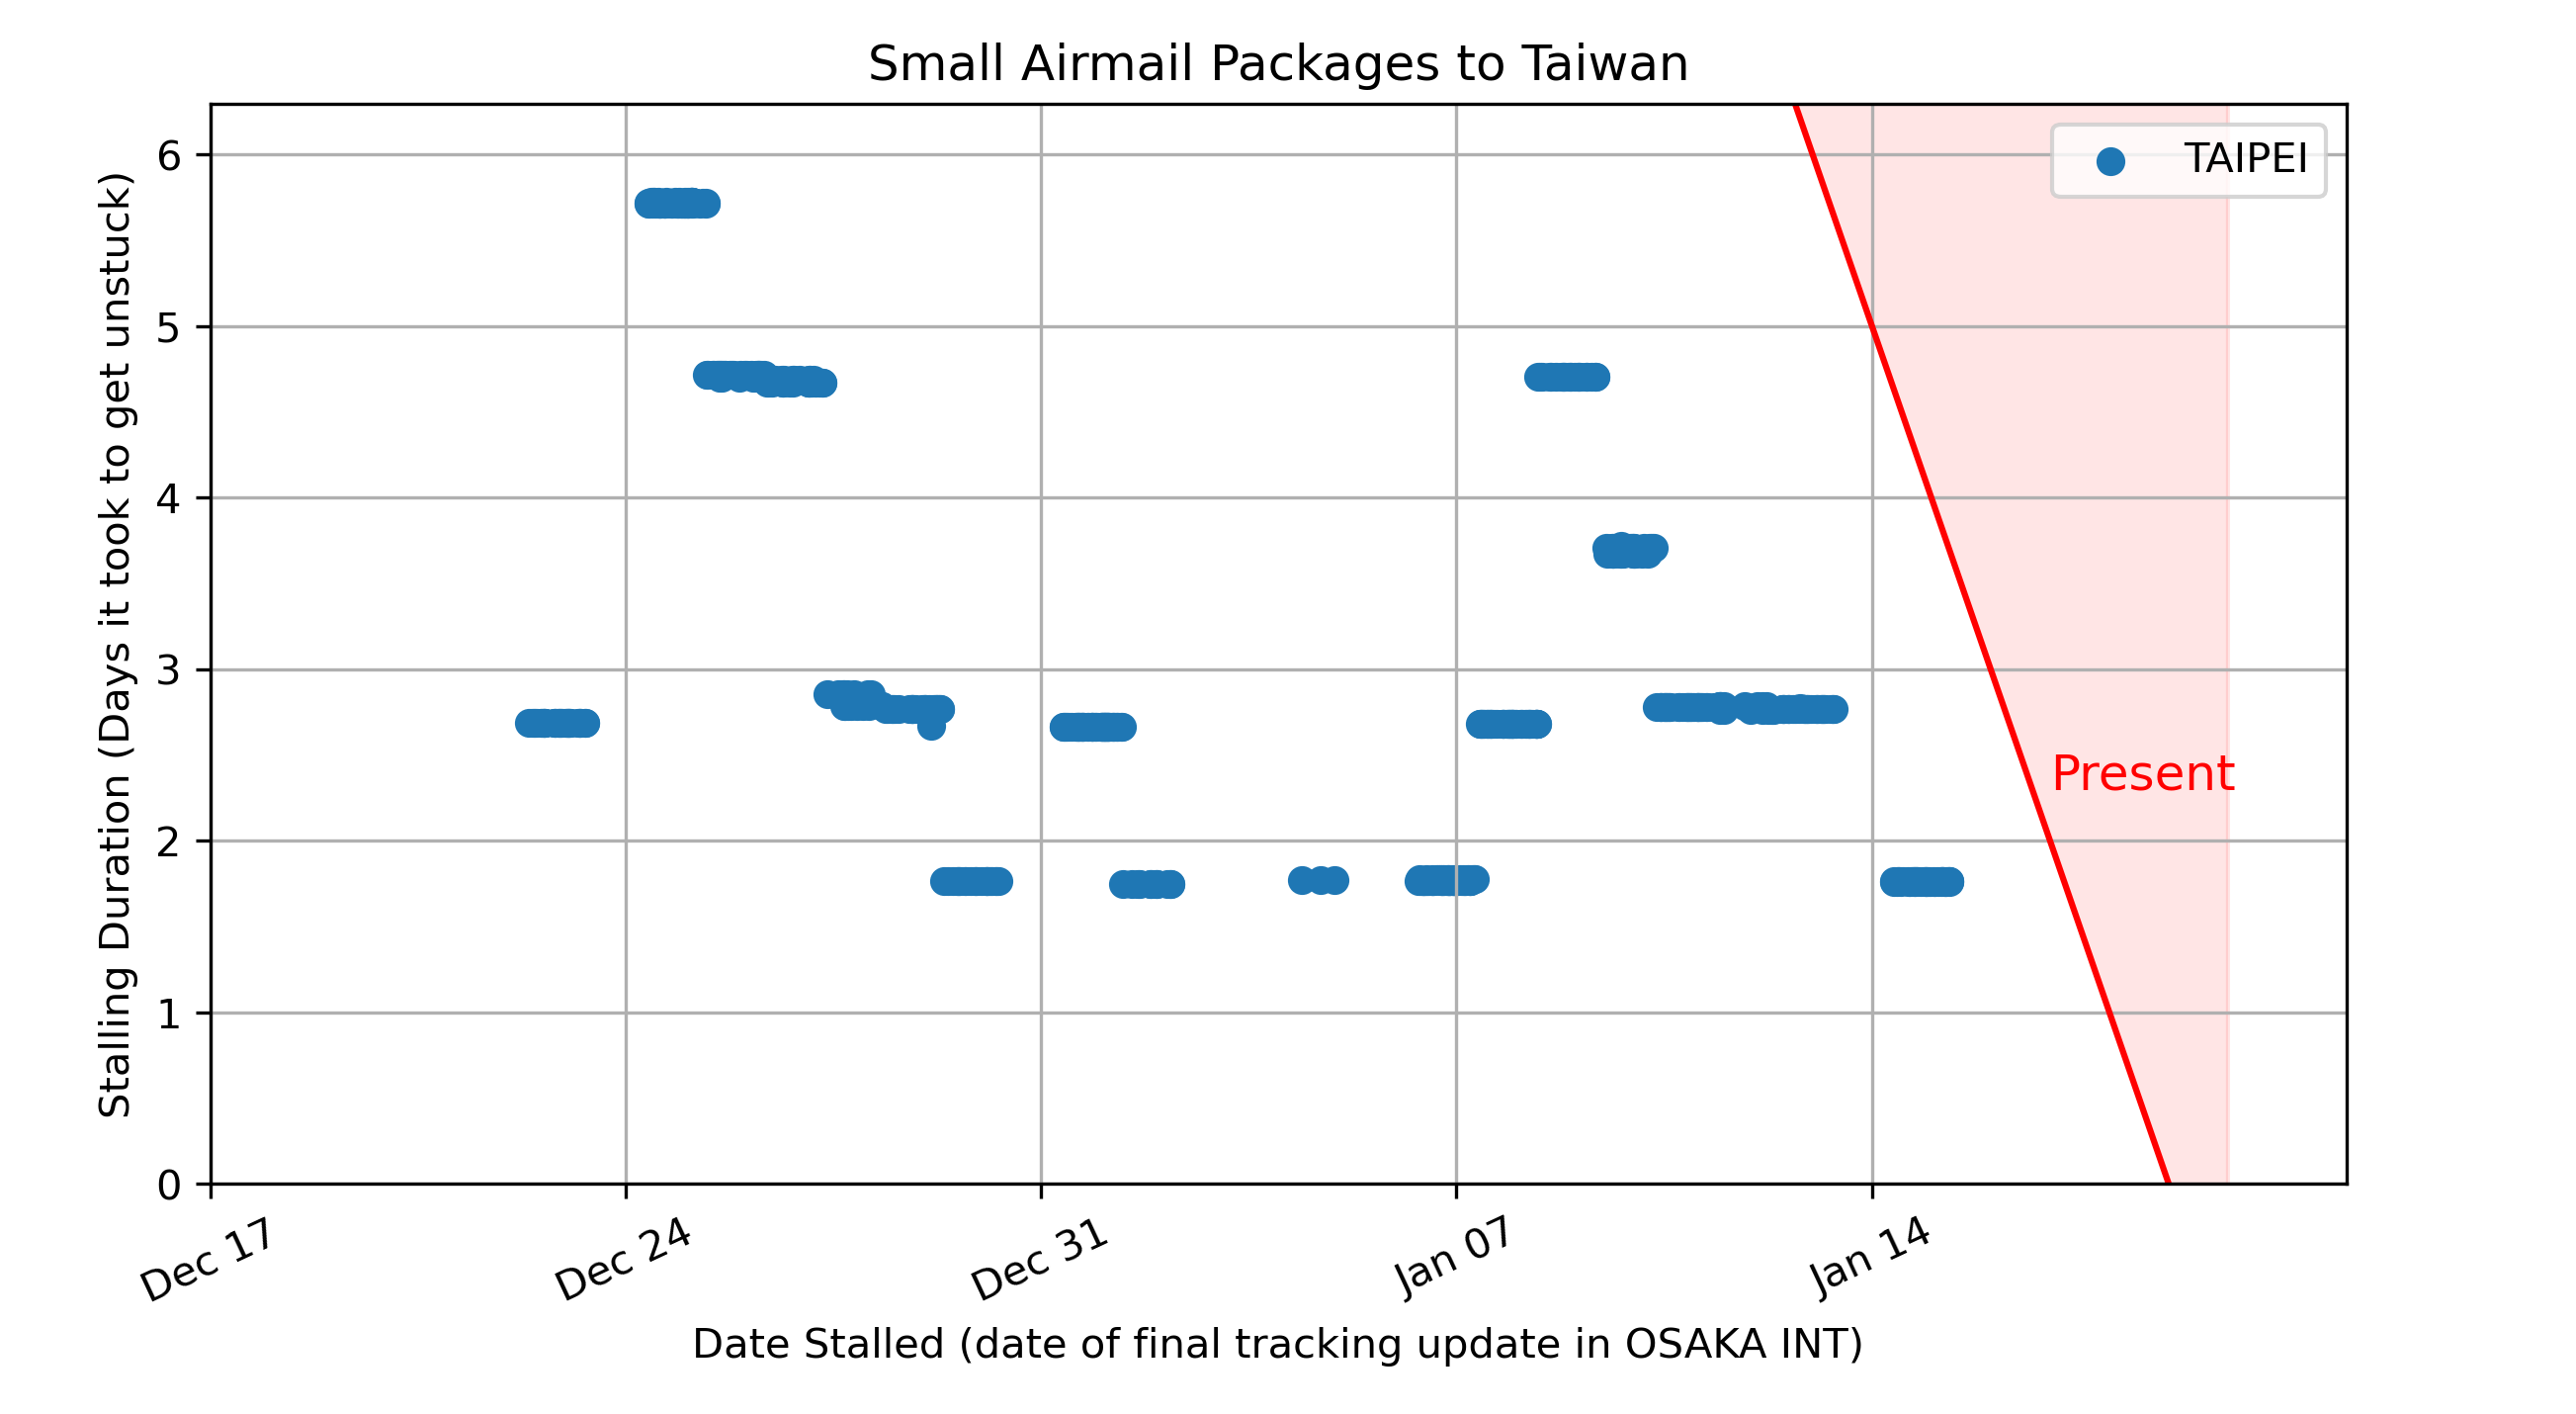 Small Airmail Packages to Taiwan
TAIPEI
Stalling Duration (Days it took to get unstuck)
6
5
4
3
2
1
0
Present
Dec 17
Dec 24
Dec 31
Jan 07
Jan 14
Date Stalled (date of final tracking update in OSAKA INT)